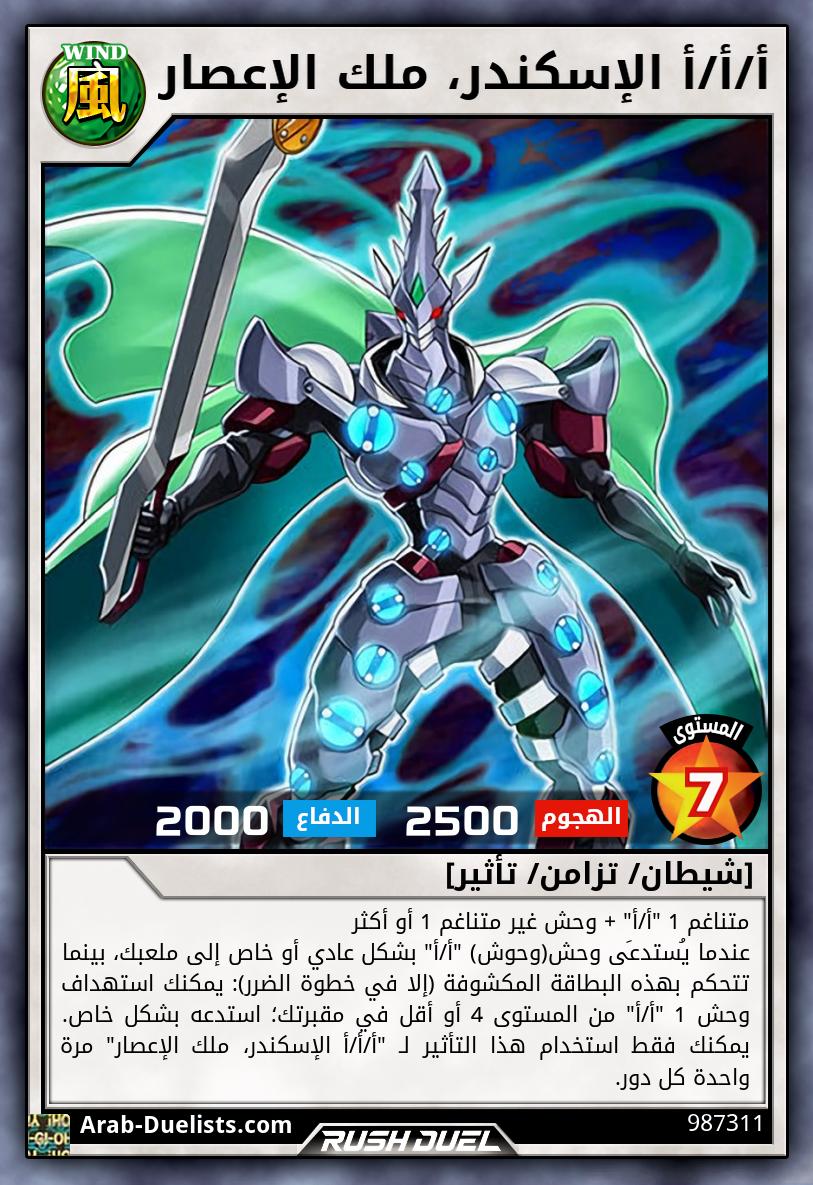 WIND
風
أ/أ/أ الإسكندر، ملك الإعصار
المستوى
7
الهجوم 2500 الدفاع 2000
[شيطان/ تزامن/ تأثير]
متناغم 1 "أ/أ" + وحش غير متناغم 1 أو أكثر
عندما يُستدعَى وحش(وحوش) "أ/أ" بشكل عادي أو خاص إلى ملعبك، بينما
تتحكم بهذه البطاقة المكشوفة (إلا في خطوة الضرر): يمكنك استهداف
وحش 1 "أ/أ" من المستوى 4 أو أقل في مقبرتك؛ استدعه بشكل خاص.
يمكنك فقط استخدام هذا التأثير لـ "أ/أ/أ الإسكندر، ملك الإعصار" مرة
واحدة كل دور.
Arab-Duelists.com
RUSH DUEL
987311